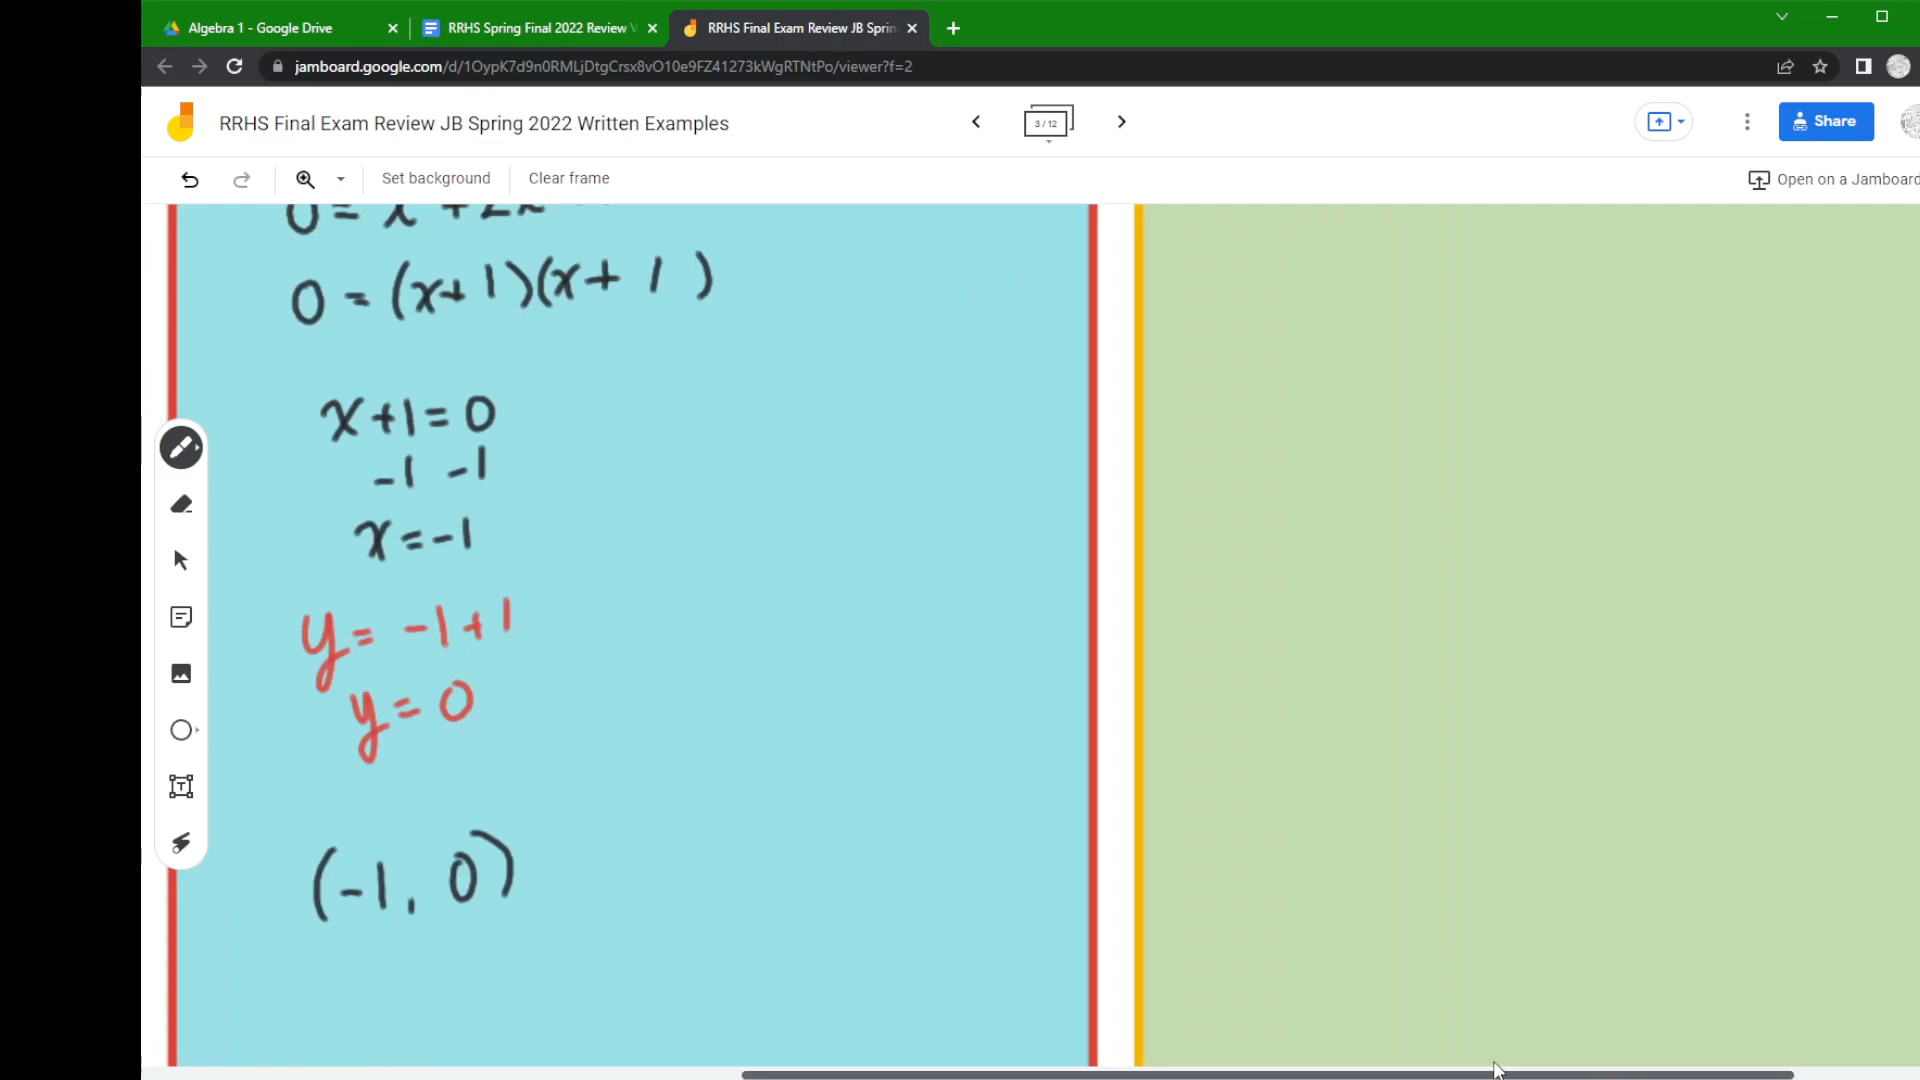 Algebra 1 - Google Drive
RRHS Spring Final 2022 Review V
RRHS Final Exam Review JB Sprin
jamboard.google.com/d/1OypK7d9n0RMLjDtgCrsx8vO10e9FZ41273kWgRTNtPo/viewer?f=2
RRHS Final Exam Review JB Spring 2022 Written Examples
3 / 12
Share
Set background
Clear frame
Open on a Jamboard
0 = (x+1)(x+1)
x+1=0
-1 -1
x=-1
y= -1+1
y= 0
(-1, 0)